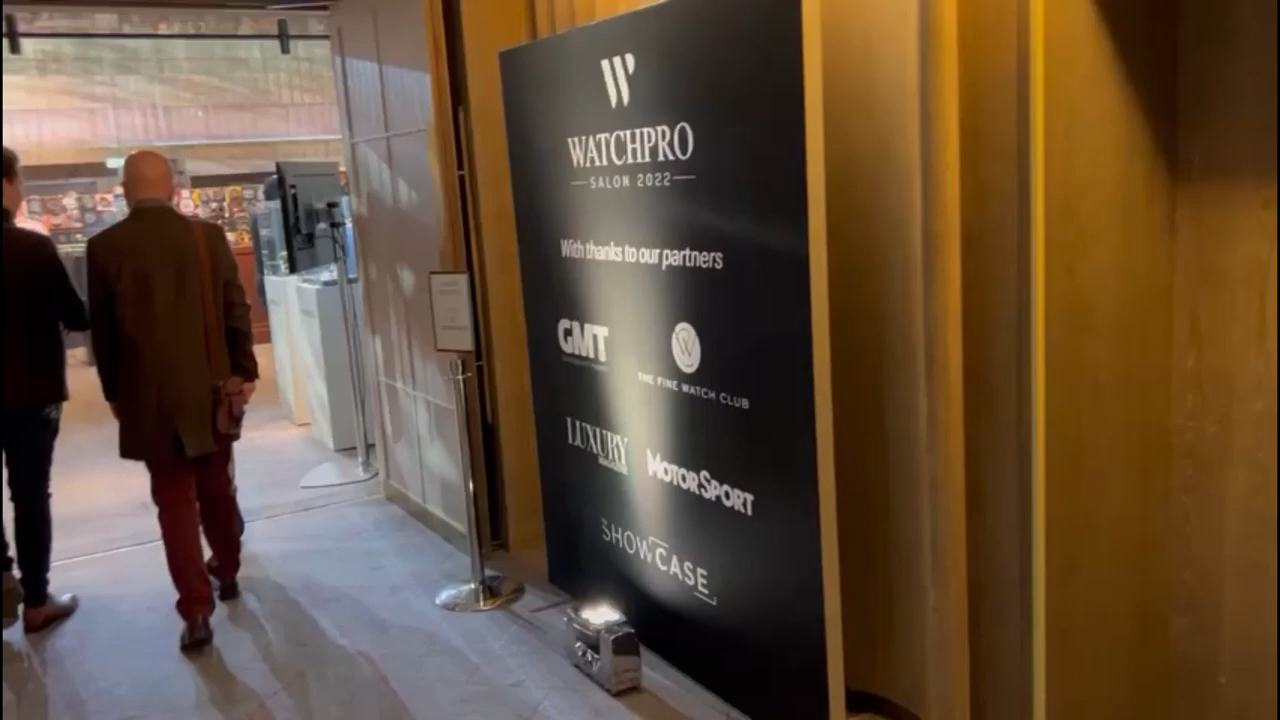 W
WATCHPRO
SALON 2022
With thanks to our partners
GMT
W
THE FINE WATCH CLUB
LUXURY
MOTOR SPORT
SHOWCASE